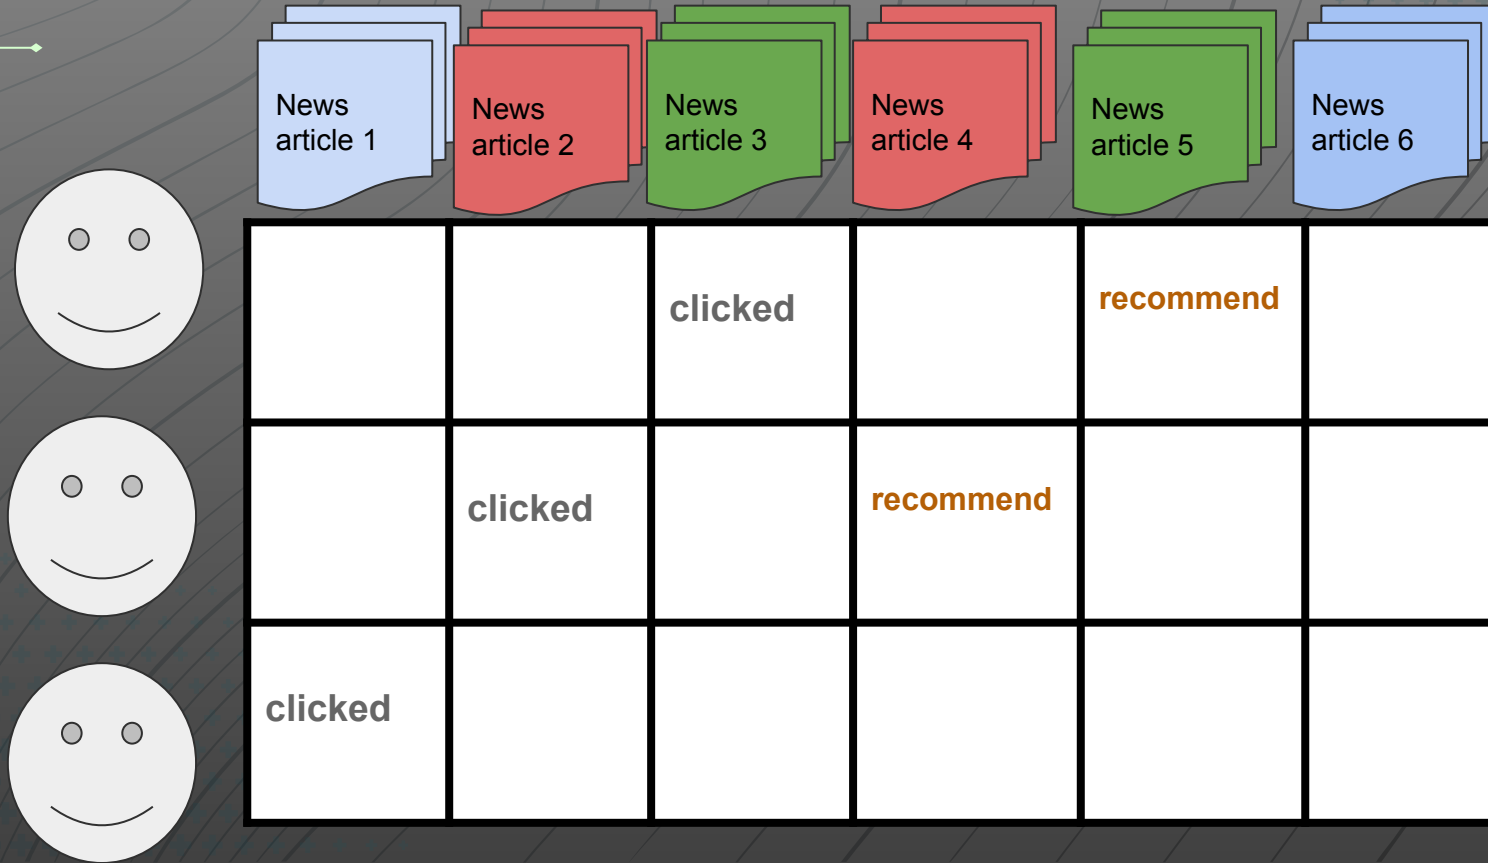 News
article 1
News
article 2
News
article 3
News
article 4
News
article 5
News
article 6
clicked
recommend
clicked
recommend
clicked